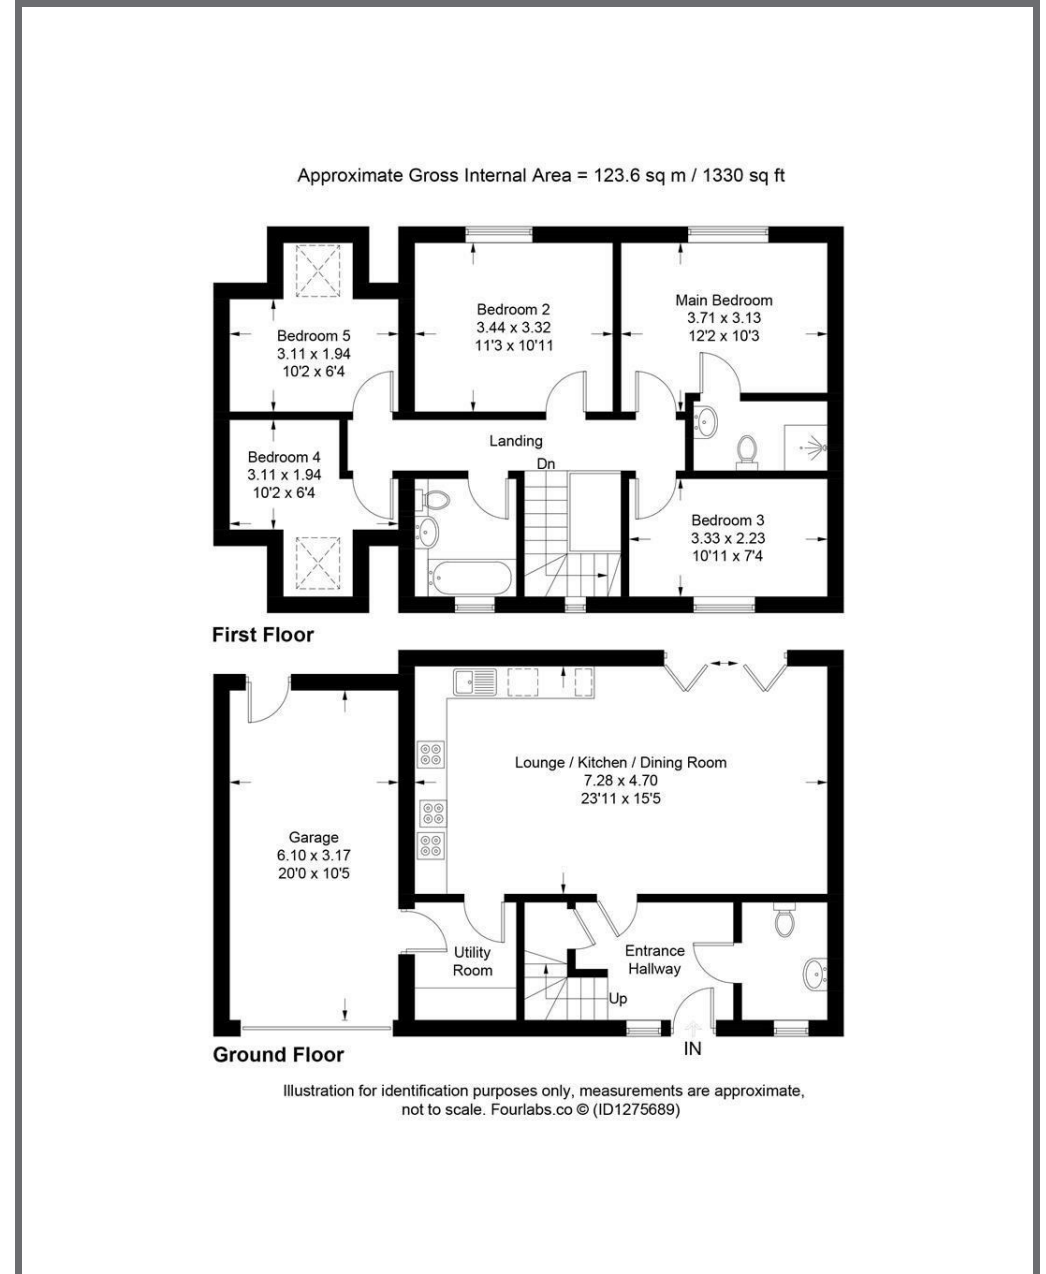 Approximate Gross Internal Area = 123.6 sq m / 1330 sq ft
Bedroom 5
3.11 x 1.94
10'2 x 6'4
Bedroom 2
3.44 x 3.32
11'3 x 10'11
Main Bedroom
3.71 x 3.13
12'2 x 10'3
Bedroom 4
3.11 x 1.94
10'2 x 6'4
Landing
Dn
Bedroom 3
3.33 x 2.23
10'11 x 7'4
First Floor
Lounge / Kitchen / Dining Room
7.28 x 4.70
23'11 x 15'5
Garage
6.10 x 3.17
20'0 x 10'5
Utility
Room
Entrance
Hallway
Up
IN
Ground Floor
Illustration for identification purposes only, measurements are approximate,
not to scale. Fourlabs.co © (ID1275689)